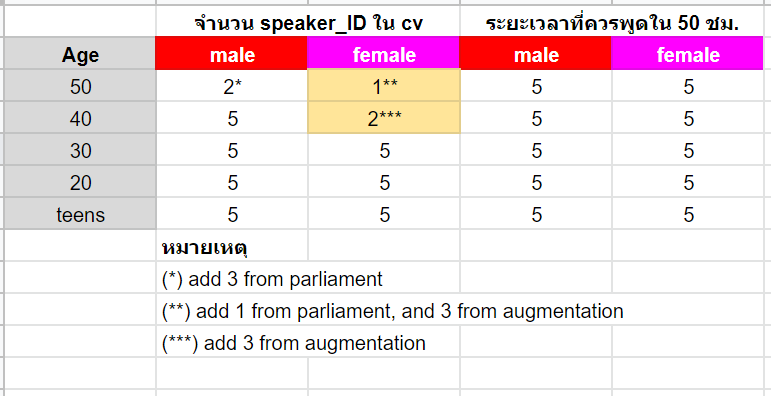 จำนวน speaker_ID ใน cv ระยะเวลาที่ควรพูดใน 50 ชม.
Age male female male female
50 2* 1** 5 5
40 5 2*** 5 5
30 5 5 5 5
20 5 5 5 5
teens 5 5 5 5
หมายเหตุ
(*) add 3 from parliament
(**) add 1 from parliament, and 3 from augmentation
(***) add 3 from augmentation